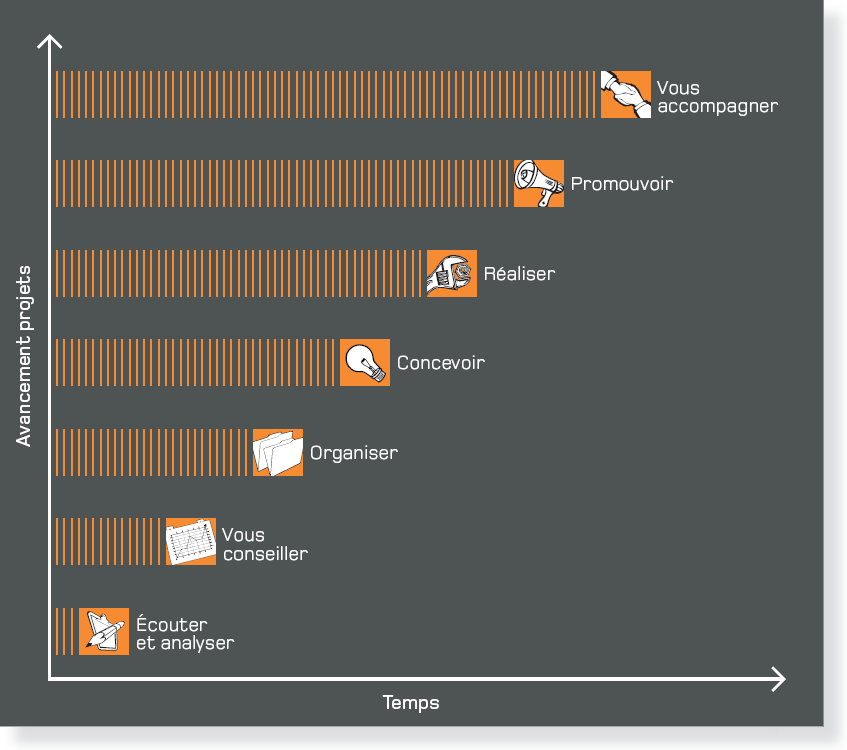 Vous
accompagner
Promouvoir
Réaliser
Concevoir
Organiser
Vous
conseiller
Écouter
et analyser
Avancement projets
Temps